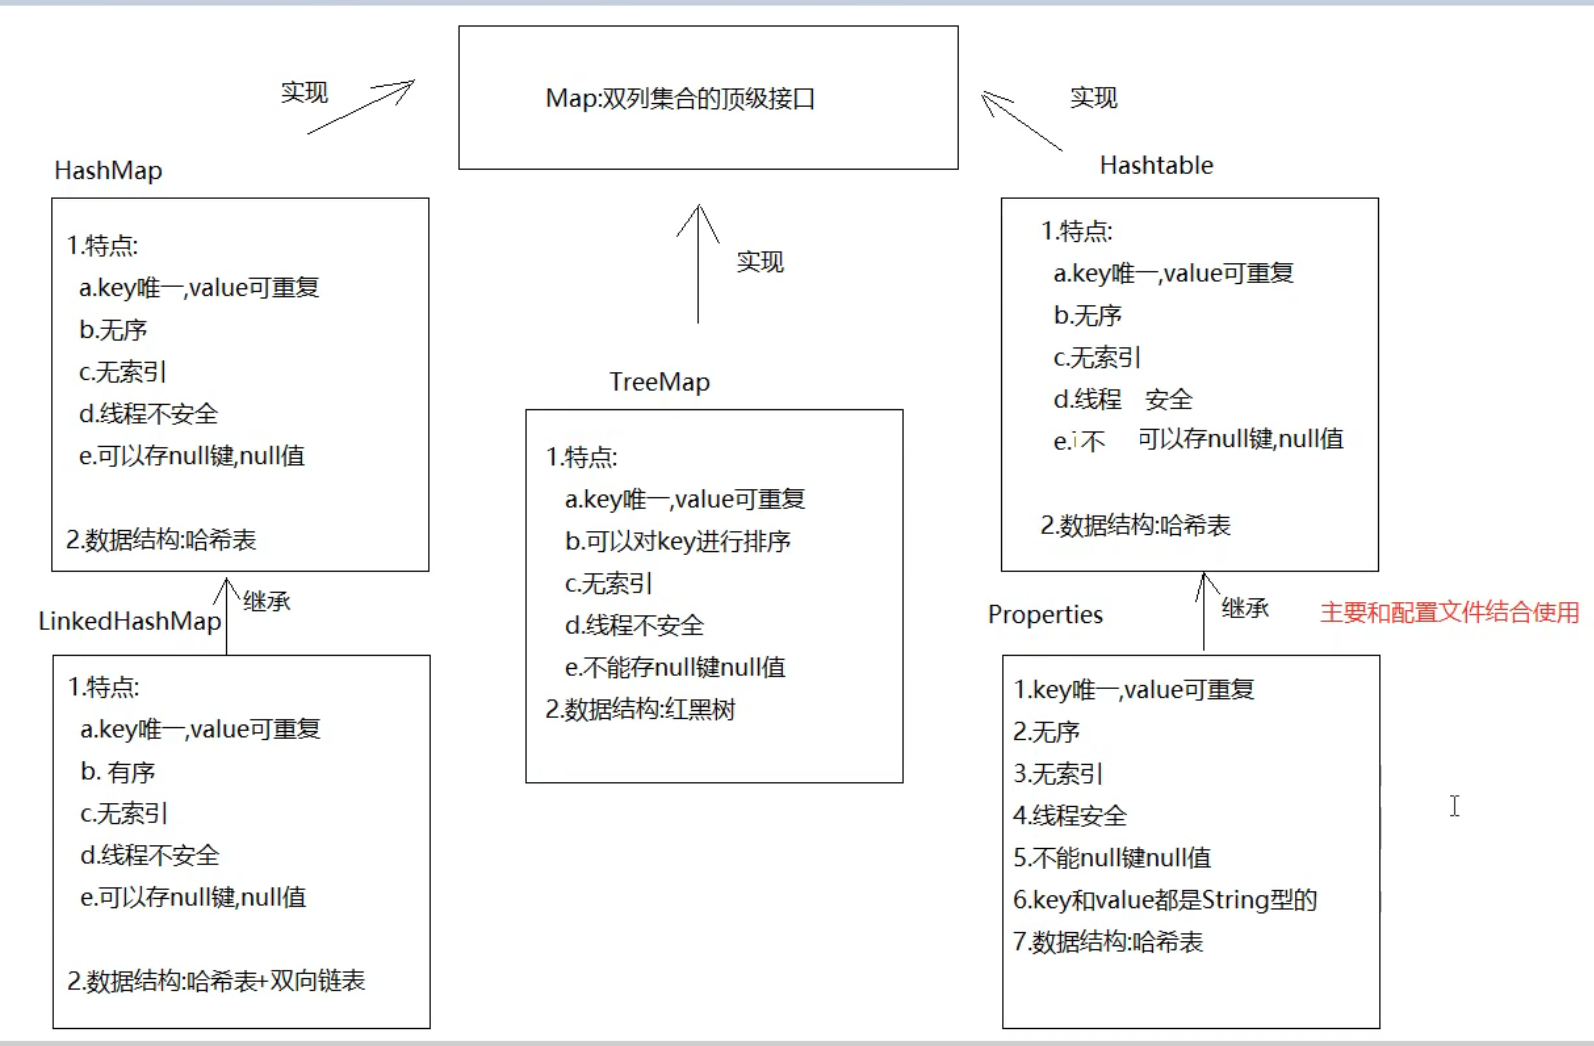 Map:双列集合的顶级接口
实现
实现
实现
HashMap
1.特点:
a.key唯一,value可重复
b.无序
c.无索引
d.线程不安全
e.可以存null键,null值
2.数据结构:哈希表
继承
LinkedHashMap
1.特点:
a.key唯一,value可重复
b. 有序
c.无索引
d.线程不安全
e.可以存null键,null值
2.数据结构:哈希表+双向链表
TreeMap
1.特点:
a.key唯一,value可重复
b.可以对key进行排序
c.无索引
d.线程不安全
e.不能存null键null值
2.数据结构:红黑树
Hashtable
1.特点:
a.key唯一,value可重复
b.无序
c.无索引
d.线程 安全
e.不 可以存null键,null值
2.数据结构:哈希表
继承
Properties
主要和配置文件结合使用
1.key唯一,value可重复
2.无序
3.无索引
4.线程安全
5.不能null键null值
6.key和value都是String型的
7.数据结构:哈希表